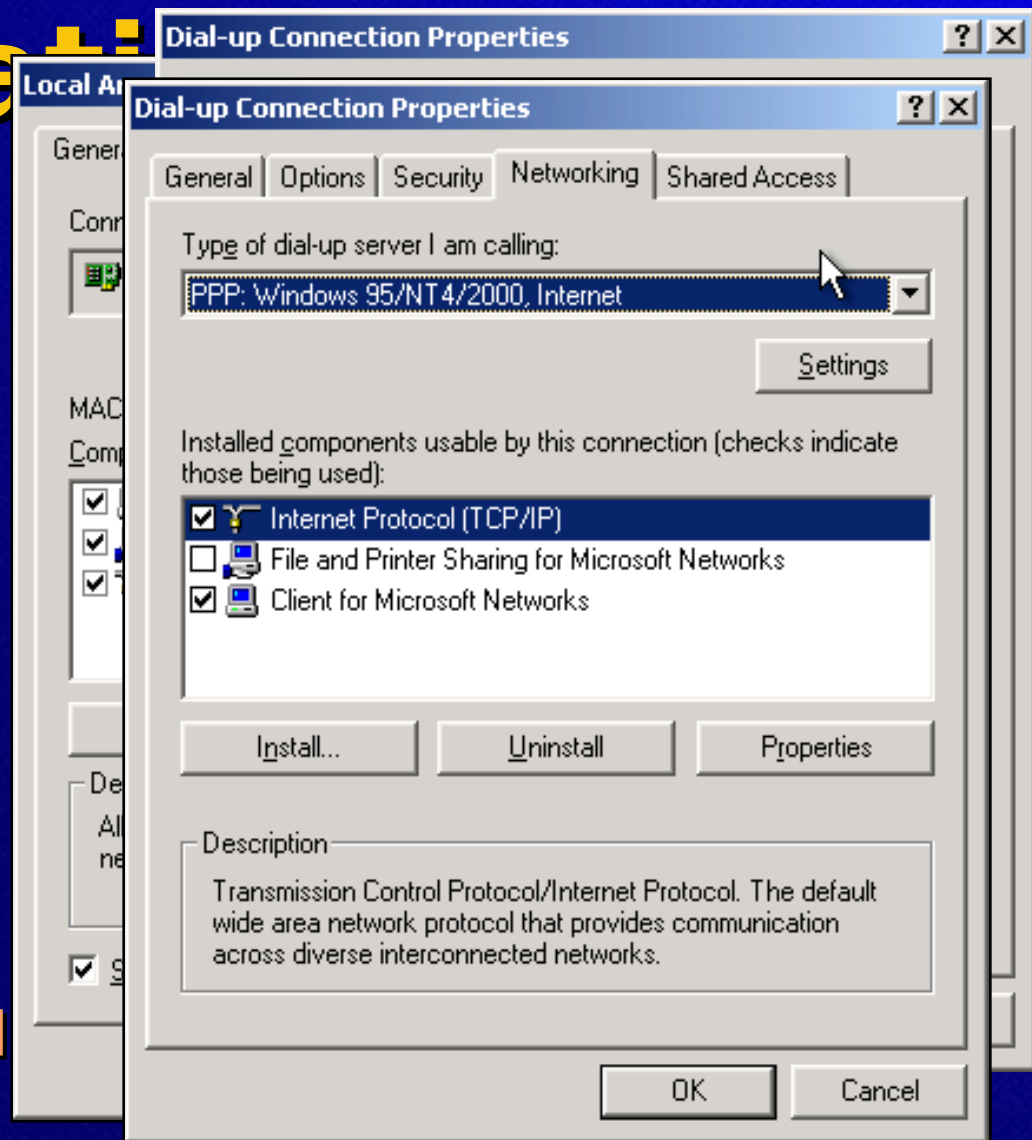 Dial-up Connection Properties
Local
Dial-up Connection Properties
General Options Security Networking Shared Access
Type of dial-up server I am calling:
PPP: Windows 95/NT4/2000, Internet
Settings
MAC
Installed components usable by this connection (checks indicate
those being used):
Internet Protocol (TCP/IP)
File and Printer Sharing for Microsoft Networks
Client for Microsoft Networks
Install... Uninstall Properties
Description
Transmission Control Protocol/Internet Protocol. The default
wide area network protocol that provides communication
across diverse interconnected networks.
OK Cancel